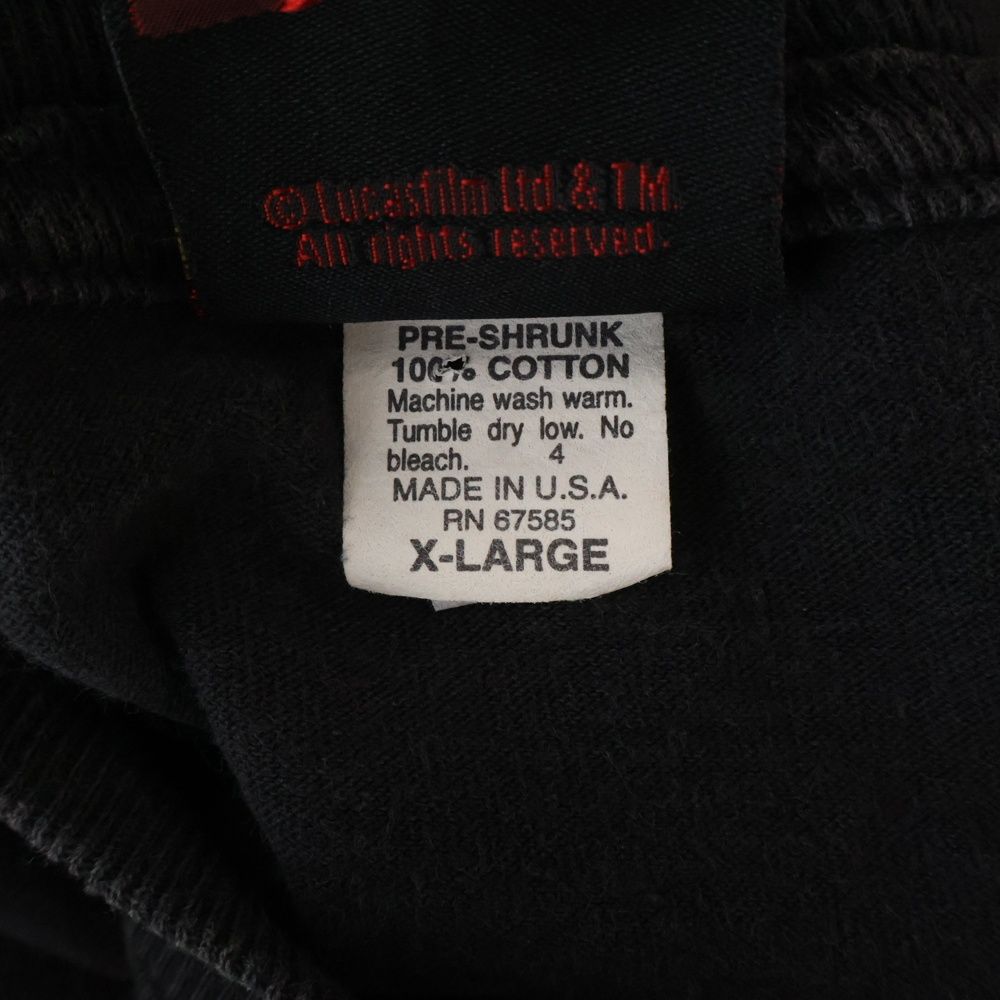 © Lucasfilm Ltd. & TM.
All rights reserved.
PRE-SHRUNK
100% COTTON
Machine wash warm.
Tumble dry low. No
bleach. 4
MADE IN U.S.A.
RN 67585
X-LARGE